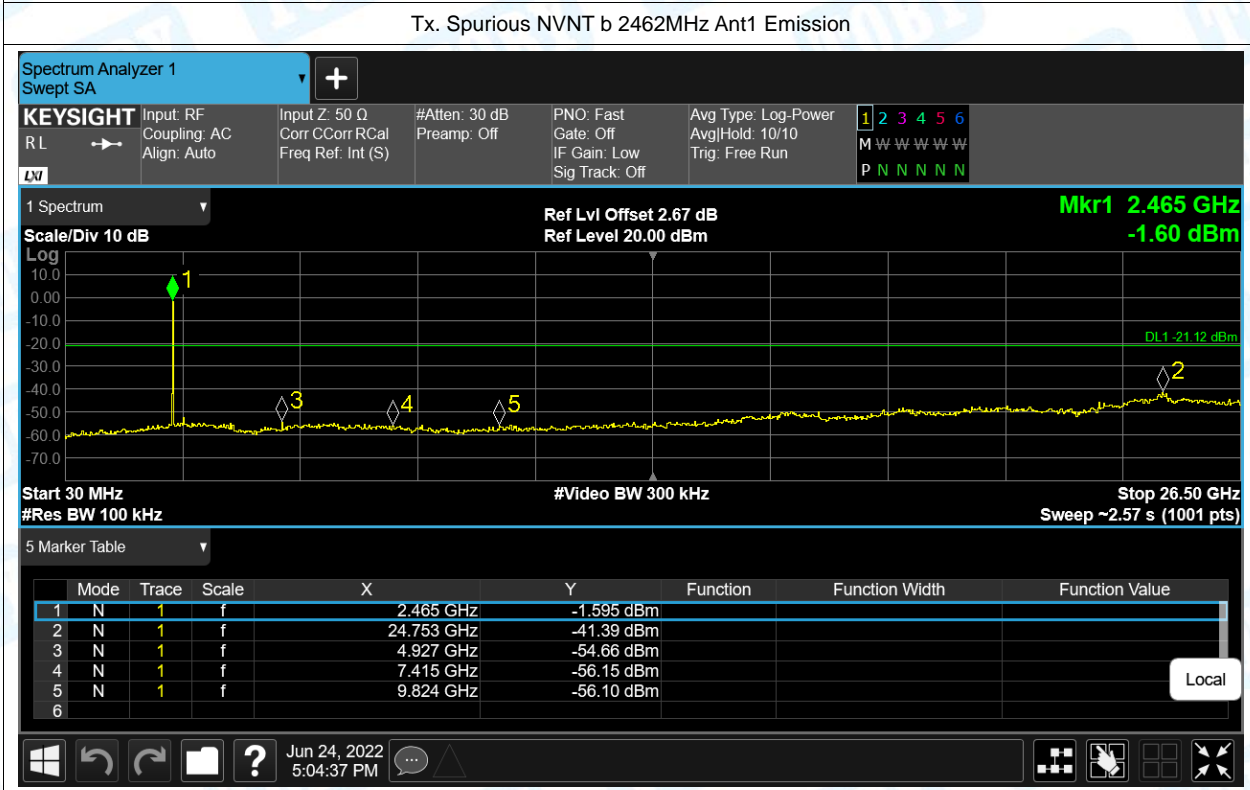 Tx. Spurious NVNT b 2462MHz Ant1 Emission
Spectrum Analyzer 1
Swept SA
KEYSIGHT
R L
LXI
Input: RF
Coupling: AC
Align: Auto
Input Z: 50 Ω
Corr CCorr RCal
Freq Ref: Int (S)
#Atten: 30 dB
Preamp: Off
PNO: Fast
Gate: Off
IF Gain: Low
Sig Track: Off
Avg Type: Log-Power
Avg|Hold: 10/10
Trig: Free Run
1 2 3 4 5 6
M W W W W W
P N N N N N
1 Spectrum
Scale/Div 10 dB
Ref Lvl Offset 2.67 dB
Ref Level 20.00 dBm
Mkr1 2.465 GHz
-1.60 dBm
Log
10.0
0.00
-10.0
-20.0
-30.0
-40.0
-50.0
-60.0
-70.0
1
DL1 -21.12 dBm
2
3
4
5
Start 30 MHz
#Video BW 300 kHz
Stop 26.50 GHz
#Res BW 100 kHz
Sweep ~2.57 s (1001 pts)
5 Marker Table
Mode Trace Scale X Y Function Function Width Function Value
1 N 1 f 2.465 GHz -1.595 dBm
2 N 1 f 24.753 GHz -41.39 dBm
3 N 1 f 4.927 GHz -54.66 dBm
4 N 1 f 7.415 GHz -56.15 dBm
5 N 1 f 9.824 GHz -56.10 dBm
6
Local
Jun 24, 2022
5:04:37 PM